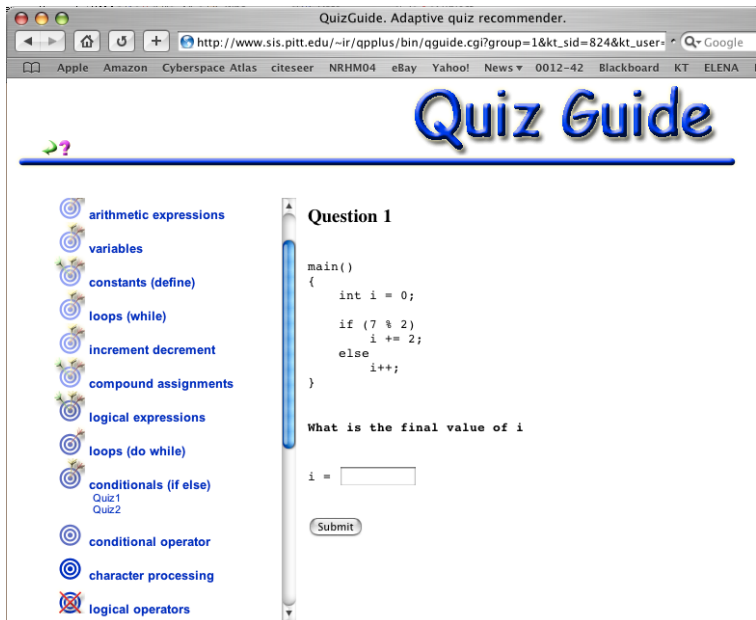 QuizGuide. Adaptive quiz recommender.
http://www.sis.pitt.edu/~ir/qpplus/bin/qguide.cgi?group=1&kt_sid=824&kt_user=
Google
Apple Amazon Cyberspace Atlas citeseer NRHM04 eBay Yahoo! News 0012-42 Blackboard KT ELENA
Quiz Guide
?
arithmetic expressions
variables
constants (define)
loops (while)
increment decrement
compound assignments
logical expressions
loops (do while)
conditionals (if else)
Quiz1
Quiz2
conditional operator
character processing
logical operators
Question 1
main()
{
    int i = 0;
    if (7 % 2)
        i += 2;
    else
        i++;
}
What is the final value of i
i =
Submit